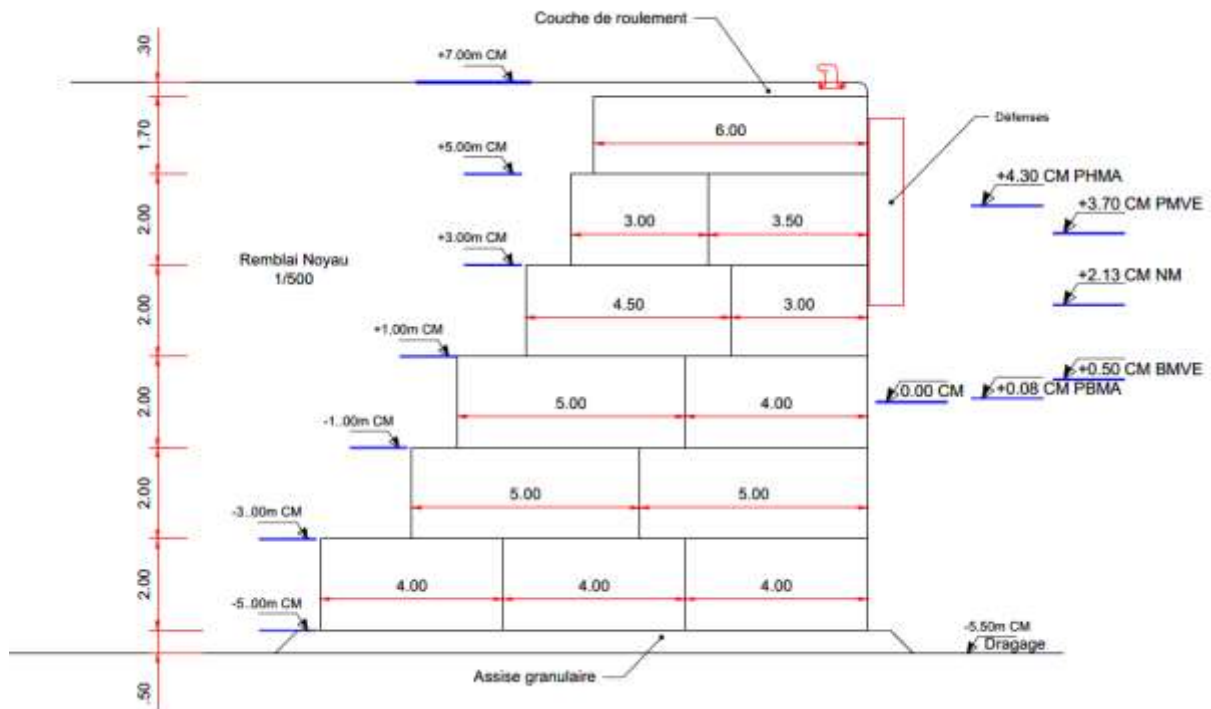 Couche de roulement
.30
+7.00m CM
6.00
Défenses
1.70
+5.00m CM
+4.30 CM PHMA
+3.70 CM PMVE
3.00
3.50
2.00
+3.00m CM
Remblai Noyau
1/500
+2.13 CM NM
4.50
3.00
2.00
+1.00m CM
+0.50 CM BMVE
0.00 CM
+0.08 CM PBMA
5.00
4.00
2.00
-1..00m CM
5.00
5.00
2.00
-3..00m CM
4.00
4.00
4.00
2.00
-5..00m CM
-5.50m CM
Dragage
Assise granulaire
.50